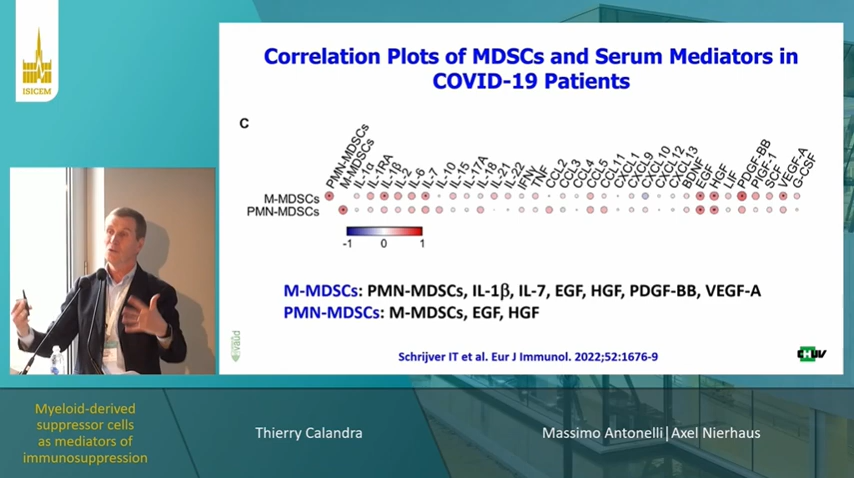 ISICEM
Correlation Plots of MDSCs and Serum Mediators in
COVID-19 Patients
C
PMN-MDSCs
M-MDSCs
IL-1α
IL-1RA
IL-1β
IL-2
IL-6
IL-7
IL-10
IL-15
IL-17A
IL-18
IL-21
IL-22
IFNγ
TNF
CCL2
CCL3
CCL4
CCL5
CCL11
CXCL1
CXCL9
CXCL10
CXCL12
CXCL13
BDNF
EGF
HGF
LIF
PDGF-BB
PlGF-1
SCF
VEGF-A
G-CSF
M-MDSCs
PMN-MDSCs
-1 0 1
M-MDSCs: PMN-MDSCs, IL-1β, IL-7, EGF, HGF, PDGF-BB, VEGF-A
PMN-MDSCs: M-MDSCs, EGF, HGF
Schrijver IT et al. Eur J Immunol. 2022;52:1676-9
CHUV
Myeloid-derived
suppressor cells
as mediators of
immunosuppression
Thierry Calandra
Massimo Antonelli|Axel Nierhaus